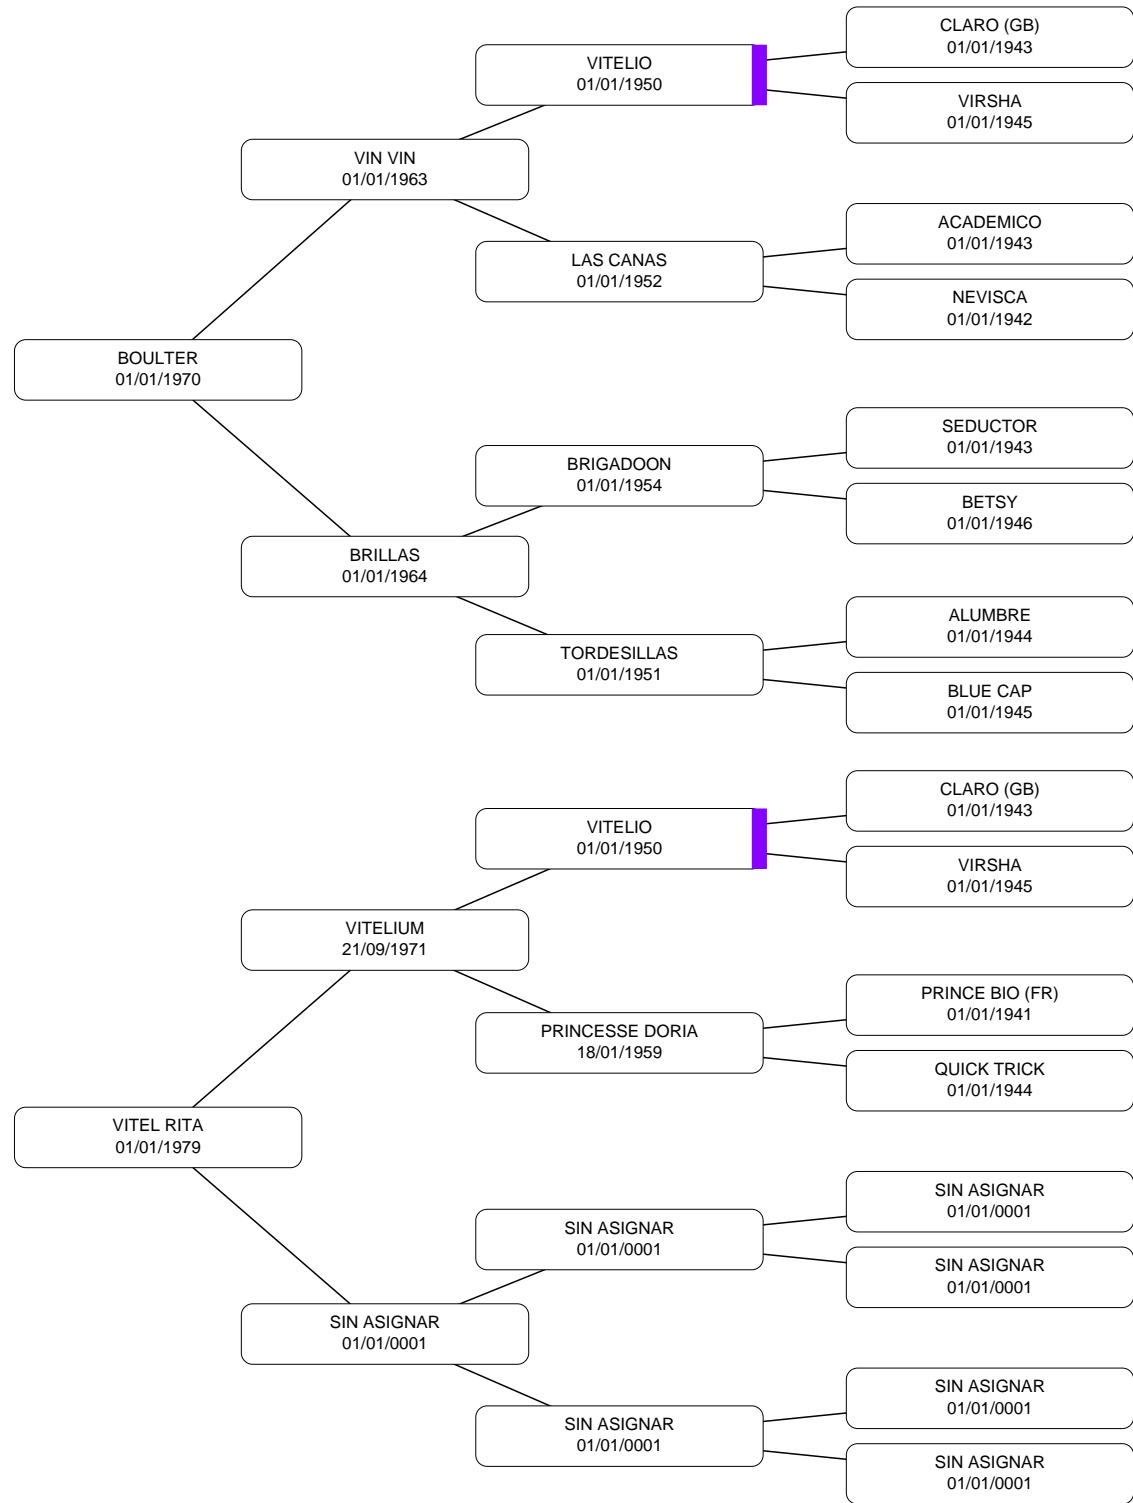 CLARO (GB)
01/01/1943
VITELIO
01/01/1950
VIRSHA
01/01/1945
VIN VIN
01/01/1963
ACADEMICO
01/01/1943
LAS CANAS
01/01/1952
NEVISCA
01/01/1942
BOULTER
01/01/1970
SEDUCTOR
01/01/1943
BRIGADOON
01/01/1954
BETSY
01/01/1946
BRILLAS
01/01/1964
ALUMBRE
01/01/1944
TORDESILLAS
01/01/1951
BLUE CAP
01/01/1945
CLARO (GB)
01/01/1943
VITELIO
01/01/1950
VIRSHA
01/01/1945
VITELIUM
21/09/1971
PRINCE BIO (FR)
01/01/1941
PRINCESSE DORIA
18/01/1959
QUICK TRICK
01/01/1944
VITEL RITA
01/01/1979
SIN ASIGNAR
01/01/0001
SIN ASIGNAR
01/01/0001
SIN ASIGNAR
01/01/0001
SIN ASIGNAR
01/01/0001
SIN ASIGNAR
01/01/0001
SIN ASIGNAR
01/01/0001
SIN ASIGNAR
01/01/0001